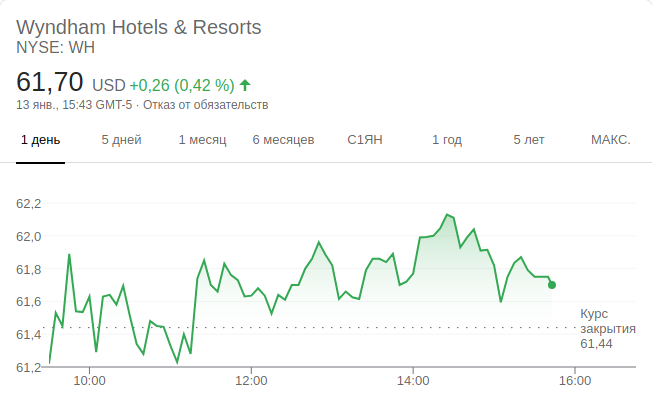 Wyndham Hotels & Resorts
NYSE: WH
61,70 USD +0,26 (0,42 %)
13 янв., 15:43 GMT-5 · Отказ от обязательств
1 день 5 дней 1 месяц 6 месяцев С1ЯН 1 год 5 лет МАКС.
62,2
62,0
61,8
61,6
61,4
61,2
Курс
закрытия
61,44
10:00 12:00 14:00 16:00